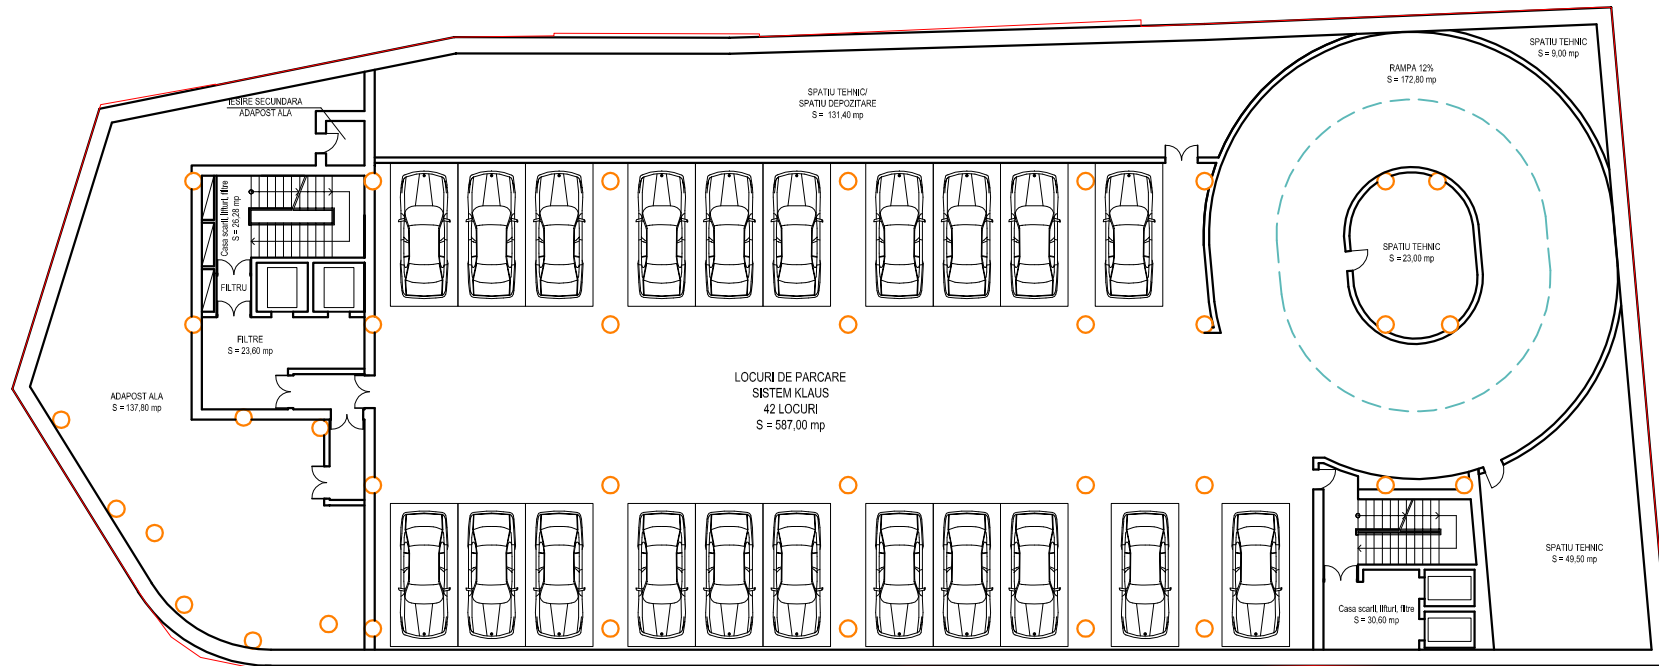 SPATIU TEHNIC
S = 9,00 mp
RAMPA 12%
S = 172,80 mp
SPATIU TEHNIC/
SPATIU DEPOZITARE
S = 131,40 mp
IESIRE SECUNDARA
ADAPOST ALA
Casa scarii, lifturi, filtre
S = 26,28 mp
SPATIU TEHNIC
S = 23,00 mp
FILTRU
FILTRE
S = 23,60 mp
LOCURI DE PARCARE
SISTEM KLAUS
42 LOCURI
S = 587,00 mp
ADAPOST ALA
S = 137,80 mp
SPATIU TEHNIC
S = 49,50 mp
Casa scarii, lifturi, filtre
S = 30,60 mp